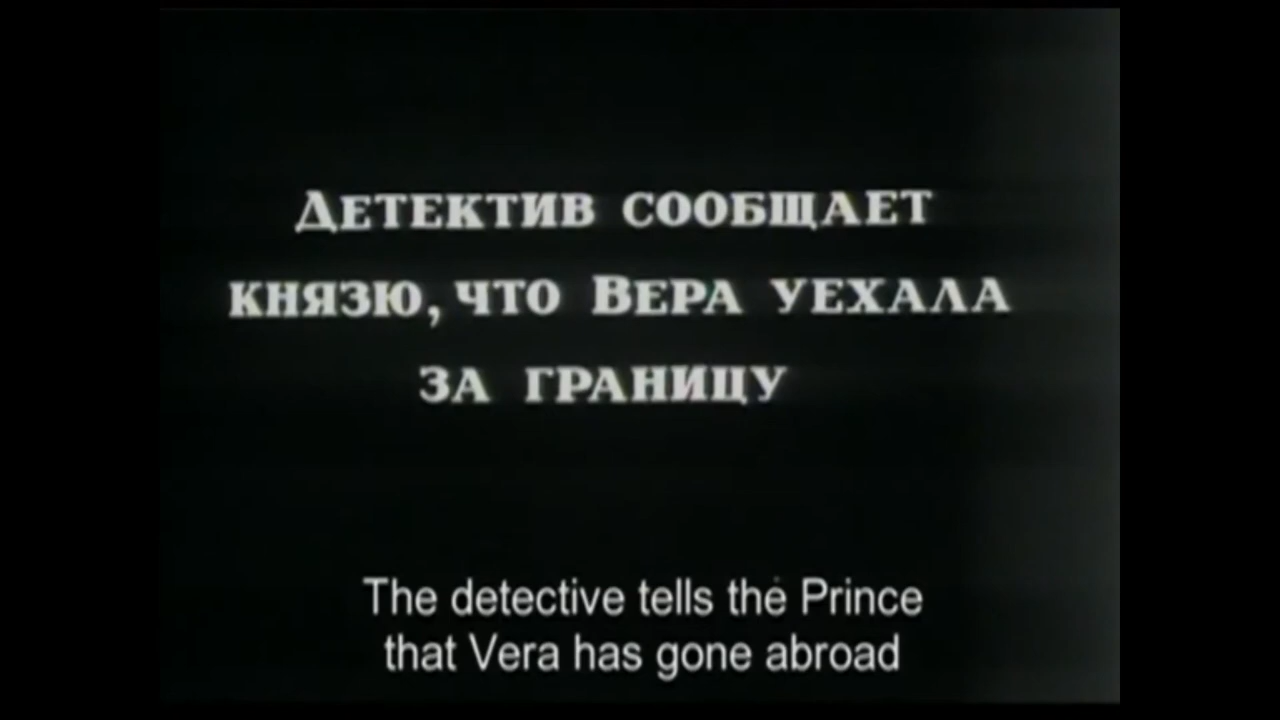 Детектив сообщает
князю, что Вера уехала
за границу
The detective tells the Prince
that Vera has gone abroad